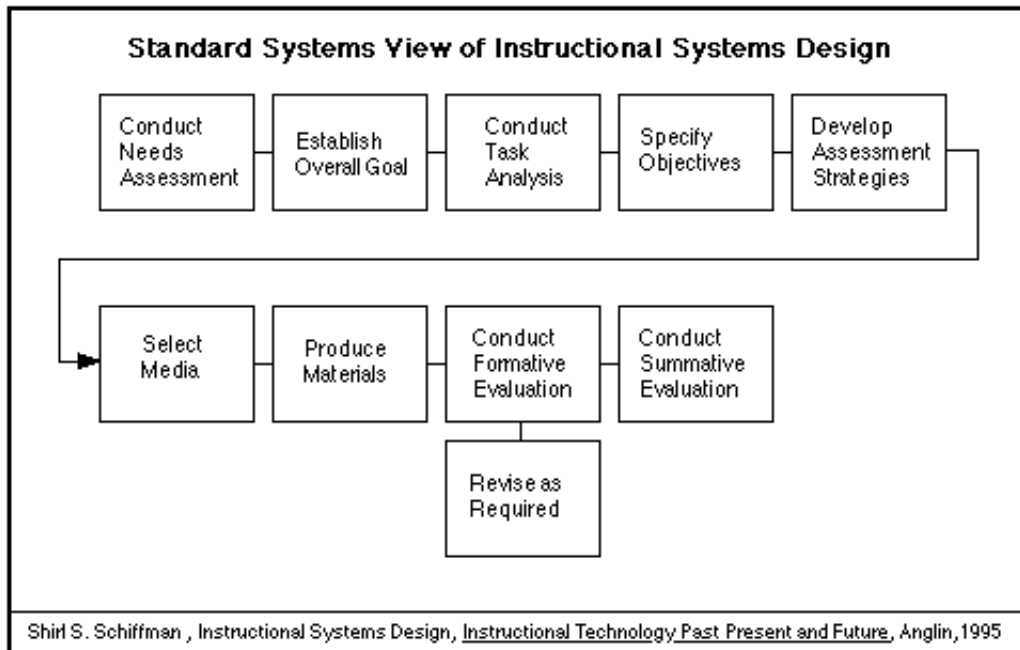 Standard Systems View of Instructional Systems Design
Conduct
Needs
Assessment
Establish
Overall Goal
Conduct
Task
Analysis
Specify
Objectives
Develop
Assessment
Strategies
Select
Media
Produce
Materials
Conduct
Formative
Evaluation
Conduct
Summative
Evaluation
Revise as
Required
Shirl S. Schiffman , Instructional Systems Design, Instructional Technology Past Present and Future, Anglin,1995